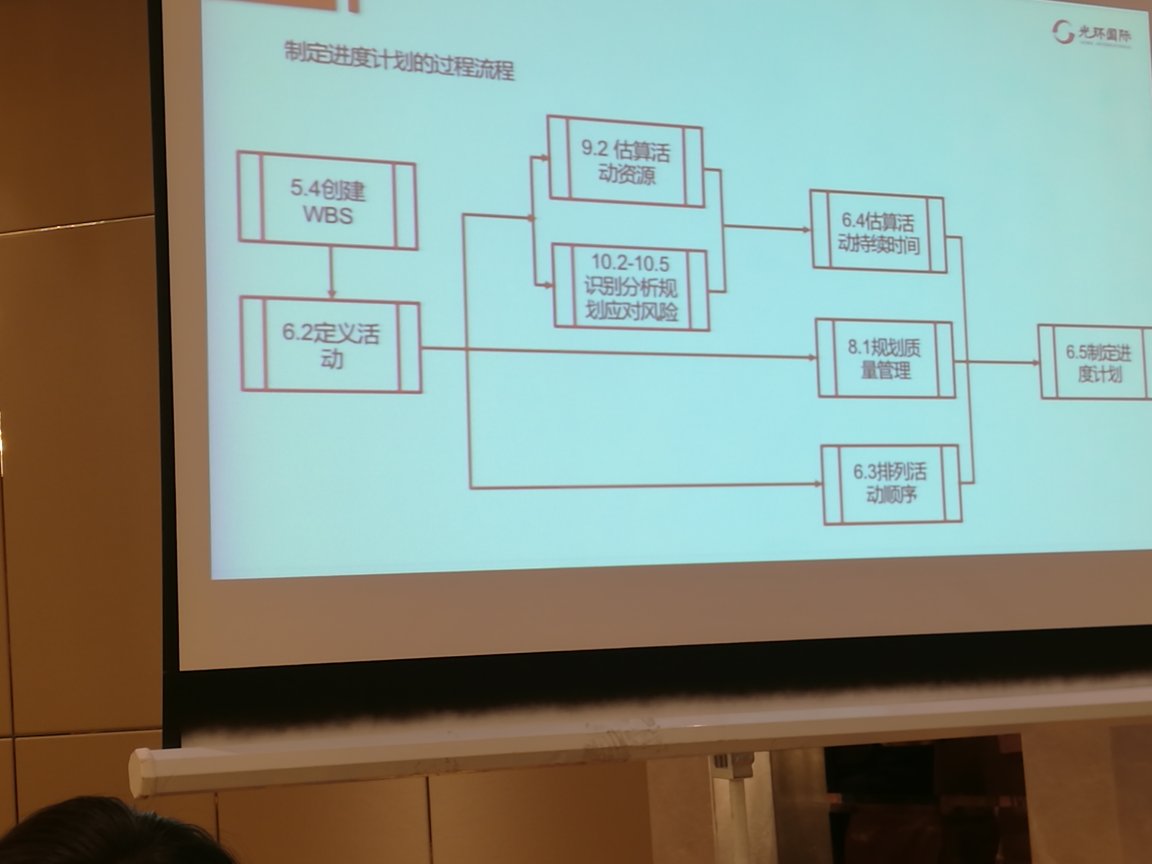 光环国际
制定进度计划的过程流程
9.2 估算活
动资源
5.4创建
WBS
6.4估算活
动持续时间
10.2-10.5
识别分析规
划应对风险
6.2定义活
动
8.1规划质
量管理
6.5制定进
度计划
6.3排列活
动顺序